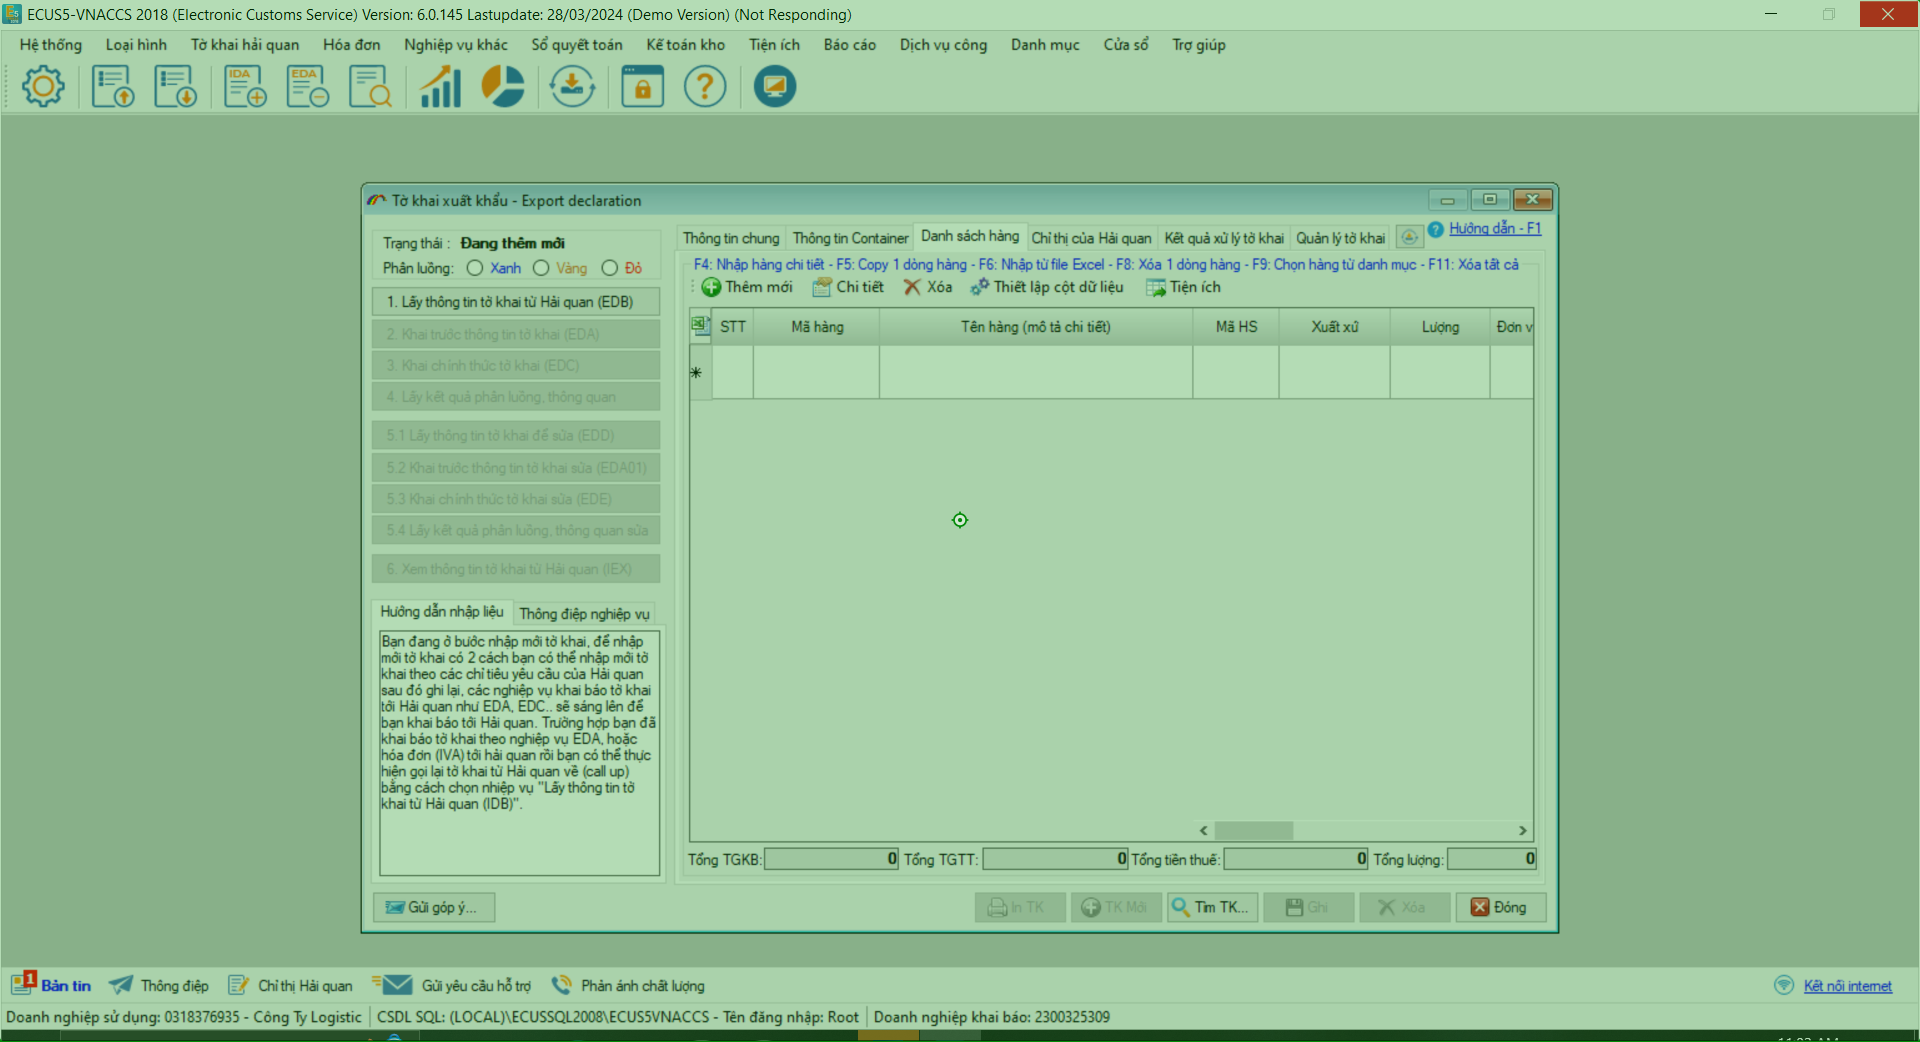 ECUS5-VNACCS 2018 (Electronic Customs Service) Version: 6.0.145 Lastupdate: 28/03/2024 (Demo Version) (Not Responding)
Hệ thống Loại hình Tờ khai hải quan Hóa đơn Nghiệp vụ khác Sổ quyết toán Kế toán kho Tiện ích Báo cáo Dịch vụ công Danh mục Cửa sổ Trợ giúp
IDA EDA
Tờ khai xuất khẩu - Export declaration
Trạng thái : Đang thêm mới
Phân luồng: Xanh Vàng Đỏ
1. Lấy thông tin tờ khai từ Hải quan (EDB)
2. Khai trước thông tin tờ khai (EDA)
3. Khai chính thức tờ khai (EDC)
4. Lấy kết quả phân luồng, thông quan
5.1 Lấy thông tin tờ khai để sửa (EDD)
5.2 Khai trước thông tin tờ khai sửa (EDA01)
5.3 Khai chính thức tờ khai sửa (EDE)
5.4 Lấy kết quả phân luồng, thông quan sửa
6. Xem thông tin tờ khai từ Hải quan (IEX)
Hướng dẫn nhập liệu Thông điệp nghiệp vụ
Bạn đang ở bước nhập mới tờ khai, để nhập
mới tờ khai có 2 cách bạn có thể nhập mới tờ
khai theo các chỉ tiêu yêu cầu của Hải quan
sau đó ghi lại, các nghiệp vụ khai báo tờ khai
tới Hải quan như EDA, EDC.. sẽ sáng lên để
bạn khai báo tới Hải quan. Trường hợp bạn đã
khai báo tờ khai theo nghiệp vụ EDA, hoặc
hóa đơn (IVA) tới hải quan rồi bạn có thể thực
hiện gọi lại tờ khai từ Hải quan về (call up)
bằng cách chọn nhiệp vụ "Lấy thông tin tờ
khai từ Hải quan (IDB)".
Thông tin chung Thông tin Container Danh sách hàng Chỉ thị của Hải quan Kết quả xử lý tờ khai Quản lý tờ khai Hướng dẫn - F1
F4: Nhập hàng chi tiết - F5: Copy 1 dòng hàng - F6: Nhập từ file Excel - F8: Xóa 1 dòng hàng - F9: Chọn hàng từ danh mục - F11: Xóa tất cả
Thêm mới Chi tiết Xóa Thiết lập cột dữ liệu Tiện ích
STT Mã hàng Tên hàng (mô tả chi tiết) Mã HS Xuất xứ Lượng Đơn v
Tổng TGKB: 0 Tổng TGTT: 0 Tổng tiền thuế: 0 Tổng lượng: 0
Gửi góp ý... In TK TK Mới Tìm TK... Ghi Xóa Đóng
1 Bản tin Thông điệp Chỉ thị Hải quan Gửi yêu cầu hỗ trợ Phản ánh chất lượng Kết nối internet
Doanh nghiệp sử dụng: 0318376935 - Công Ty Logistic CSDL SQL: (LOCAL)\ECUSSQL2008\ECUS5VNACCS - Tên đăng nhập: Root Doanh nghiệp khai báo: 2300325309